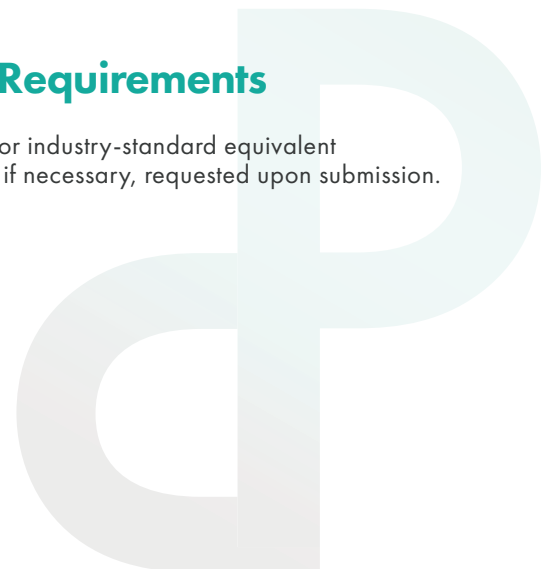 Requirements
or industry-standard equivalent
if necessary, requested upon submission.